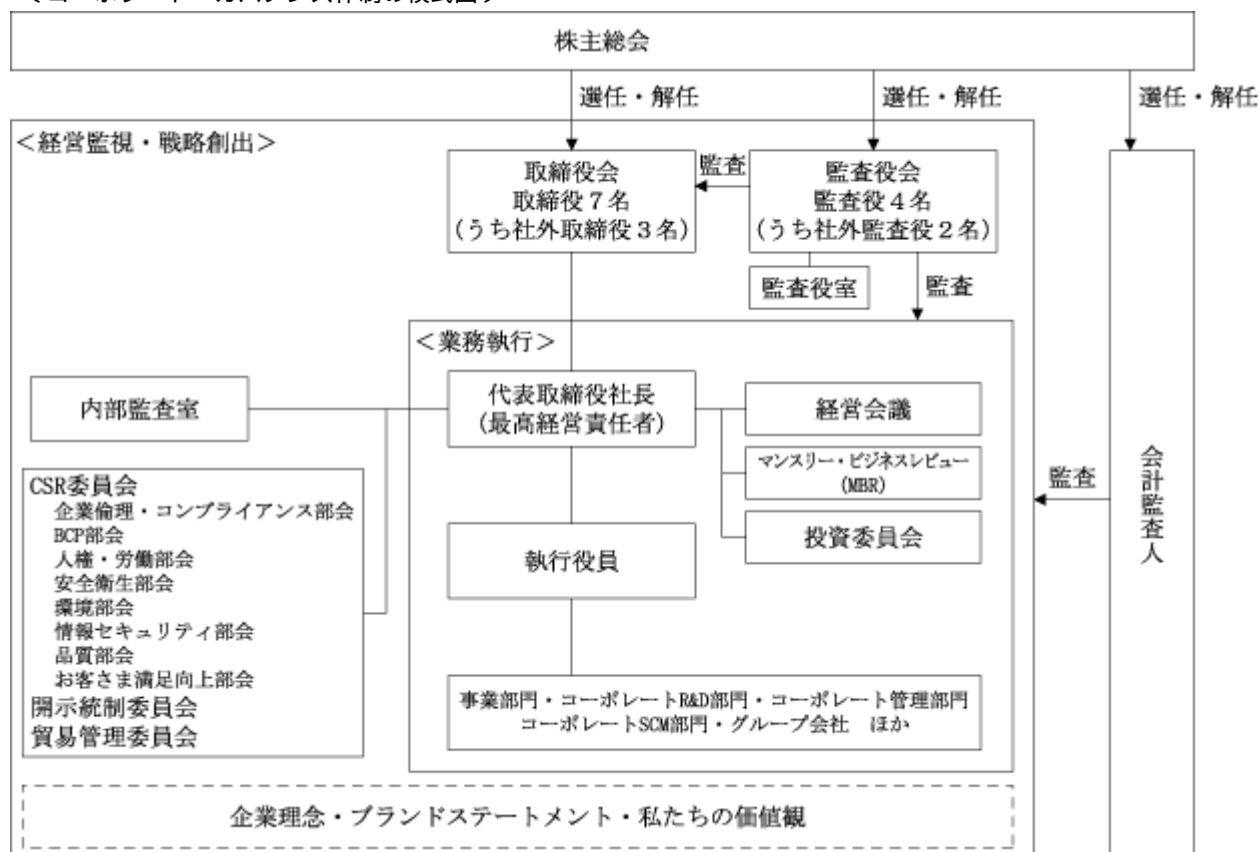 株主総会
選任・解任
選任・解任
選任・解任
＜経営監視・戦略創出＞
取締役会
取締役７名
（うち社外取締役３名）
監査
監査役会
監査役４名
（うち社外監査役２名）
監査役室
監査
＜業務執行＞
内部監査室
代表取締役社長
（最高経営責任者）
経営会議
マンスリー・ビジネスレビュー
(MBR)
投資委員会
執行役員
CSR委員会
企業倫理・コンプライアンス部会
BCP部会
人権・労働部会
安全衛生部会
環境部会
情報セキュリティ部会
品質部会
お客さま満足向上部会
開示統制委員会
貿易管理委員会
事業部門・コーポレートR&D部門・コーポレート管理部門
コーポレートSCM部門・グループ会社　ほか
監査
会計監査人
企業理念・ブランドステートメント・私たちの価値観